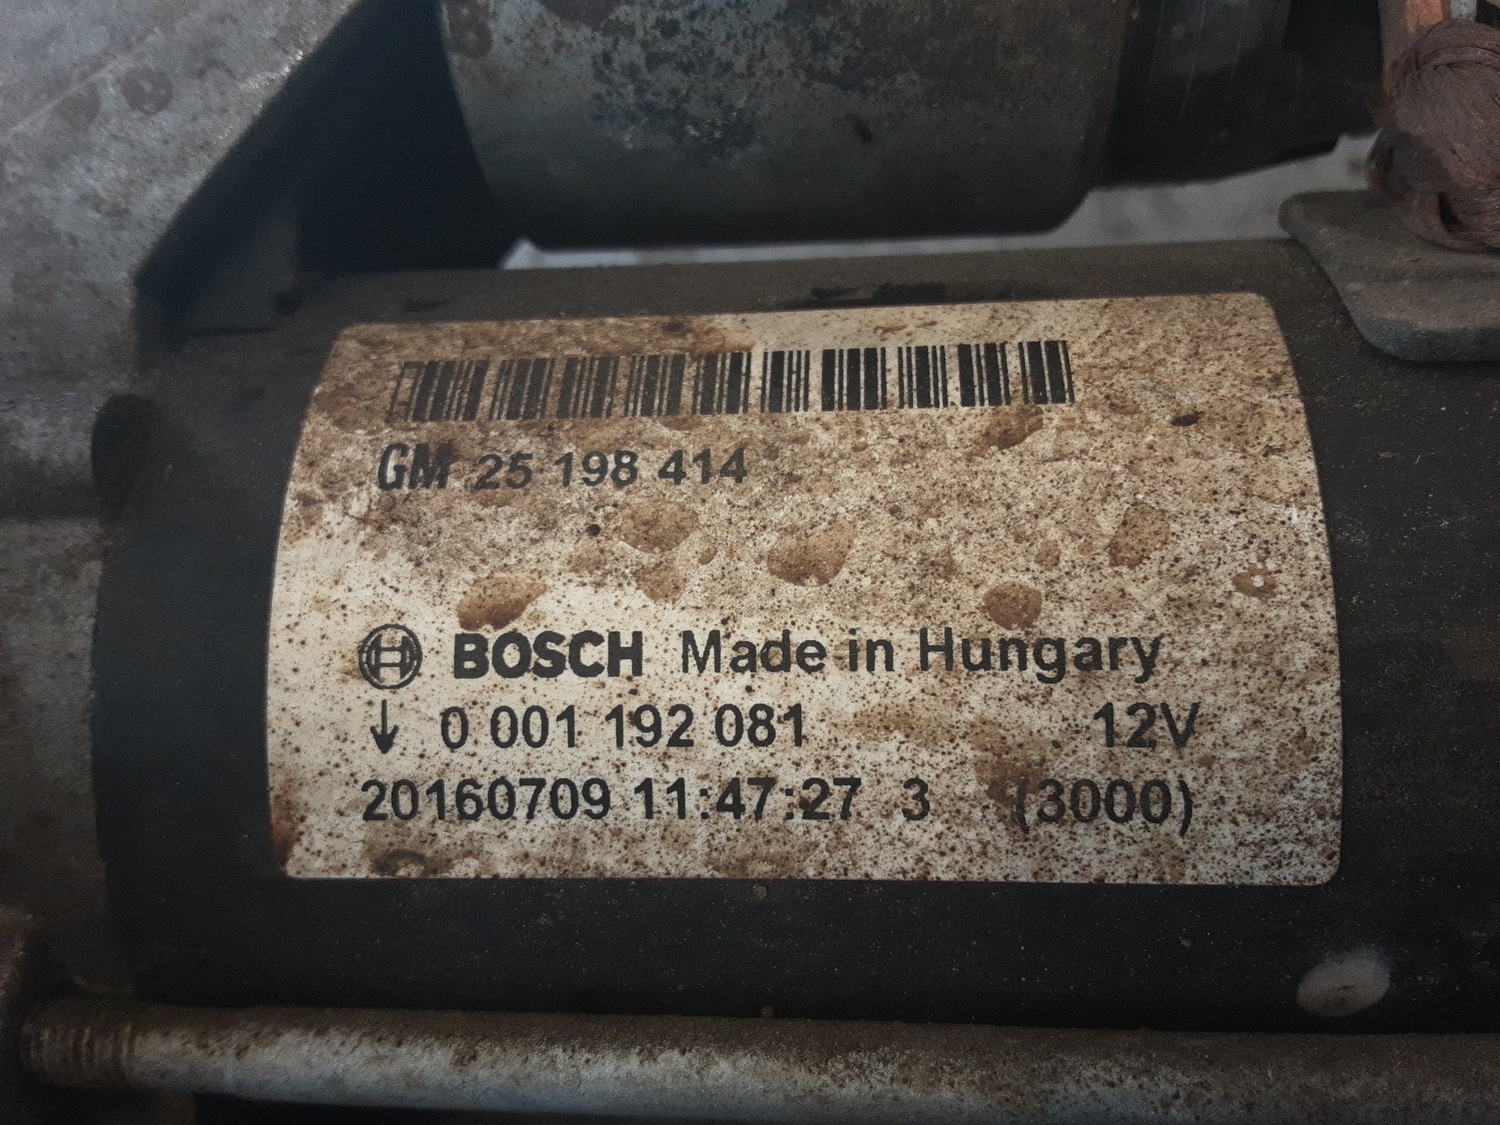 GM 25 198 414
BOSCH Made in Hungary
↓ 0 001 192 081 12V
20160709 11:47:27 3 (3000)